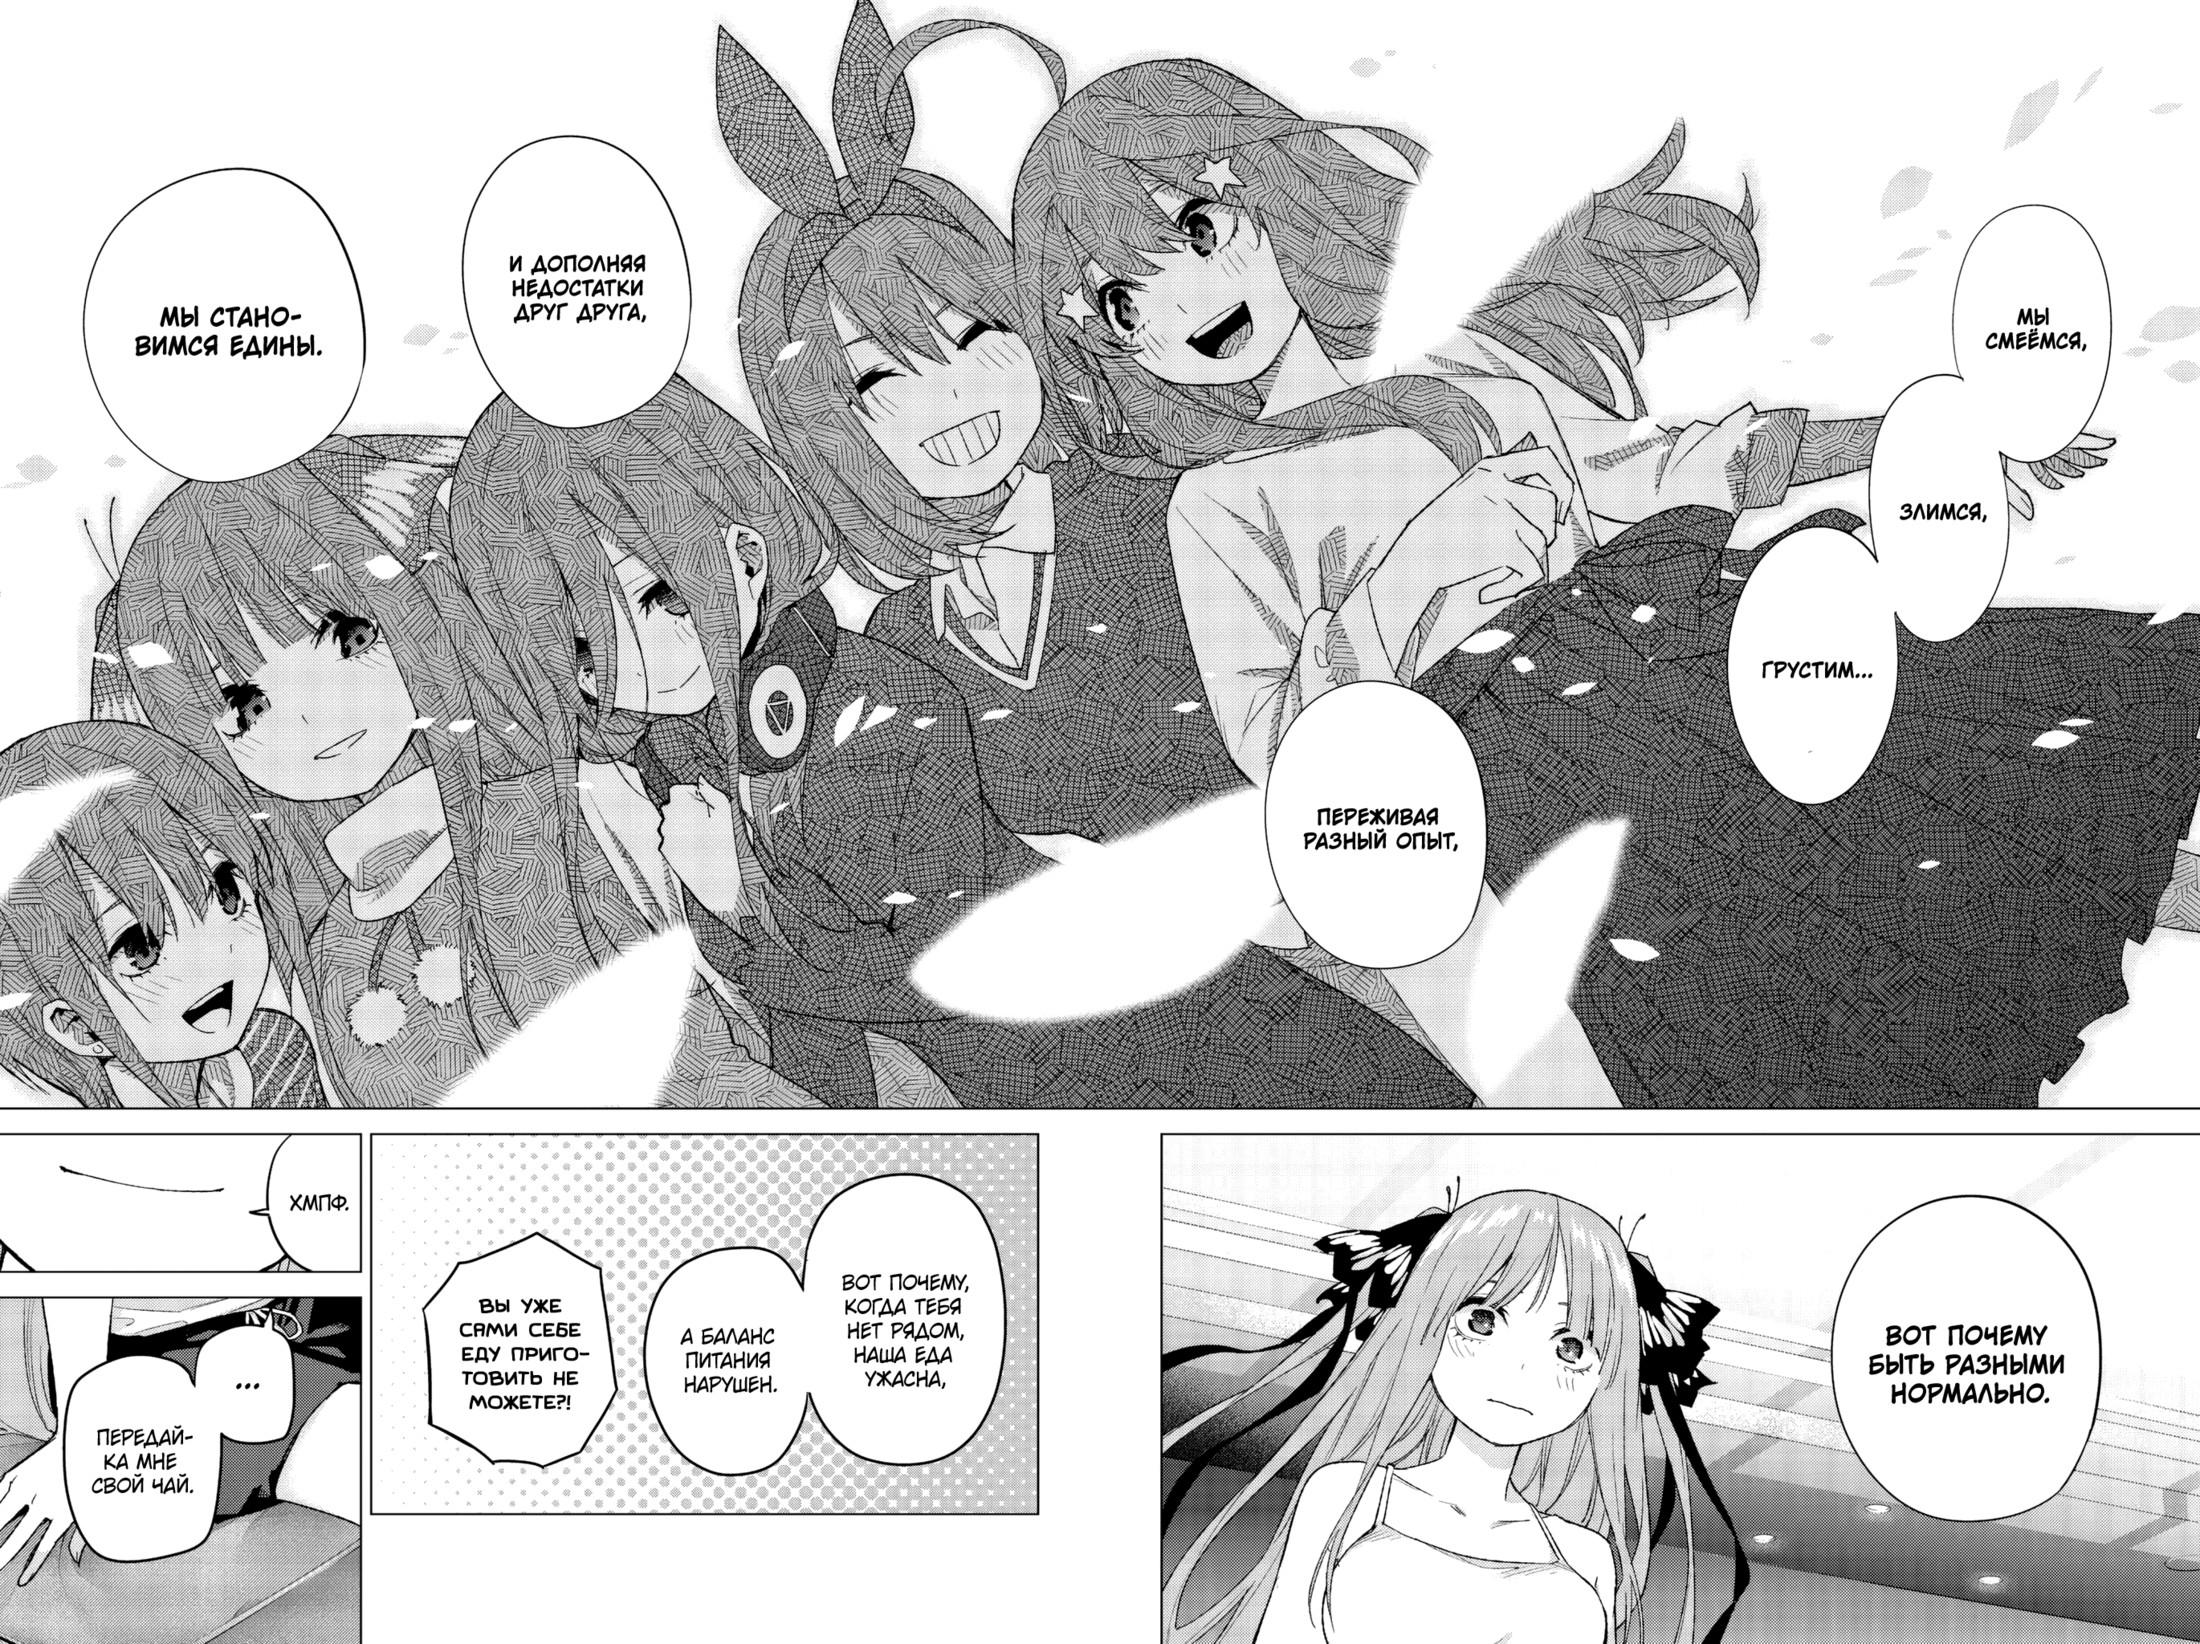 МЫ
СМЕЁМСЯ,
ЗЛИМСЯ,
ГРУСТИМ...
ПЕРЕЖИВАЯ
РАЗНЫЙ ОПЫТ,
И ДОПОЛНЯЯ
НЕДОСТАТКИ
ДРУГ ДРУГА,
МЫ СТАНО-
ВИМСЯ ЕДИНЫ.
ВОТ ПОЧЕМУ
БЫТЬ РАЗНЫМИ
НОРМАЛЬНО.
ВОТ ПОЧЕМУ,
КОГДА ТЕБЯ
НЕТ РЯДОМ,
НАША ЕДА
УЖАСНА,
А БАЛАНС
ПИТАНИЯ
НАРУШЕН.
ВЫ УЖЕ
САМИ СЕБЕ
ЕДУ ПРИГО-
ТОВИТЬ НЕ
МОЖЕТЕ?!
ХМПФ.
...
ПЕРЕДАЙ-
КА МНЕ
СВОЙ ЧАЙ.